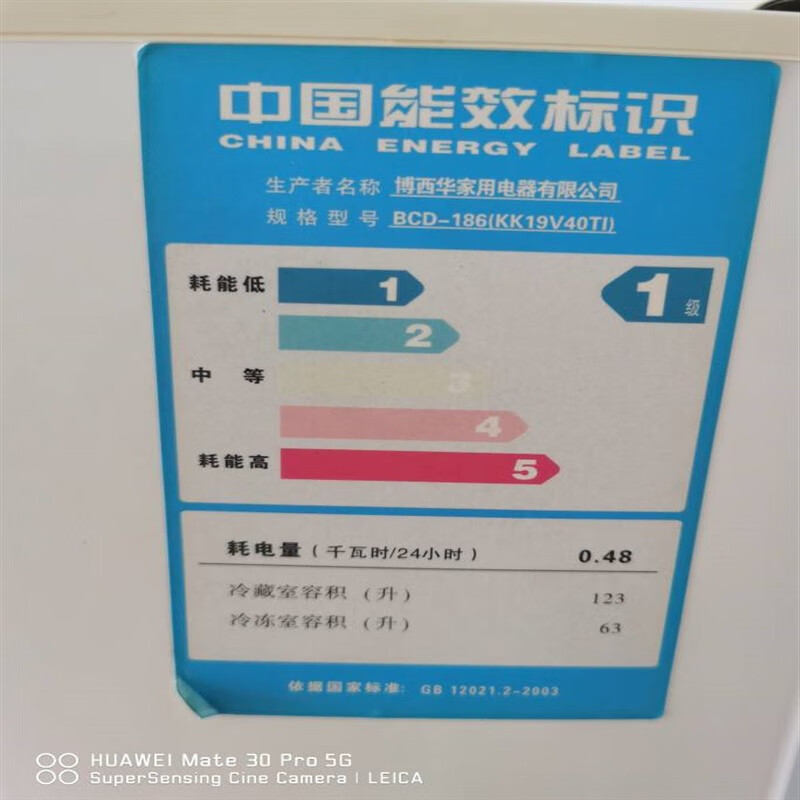 中国能效标识
CHINA ENERGY LABEL
生产者名称 博西华家用电器有限公司
规格型号 BCD-186(KK19V40TI)
耗能低 1 1级
2
中等 3
4
耗能高 5
耗电量(千瓦时/24小时) 0.48
冷藏室容积(升) 123
冷冻室容积(升) 63
依据国家标准: GB 12021.2-2003
HUAWEI Mate 30 Pro 5G
SuperSensing Cine Camera | LEICA